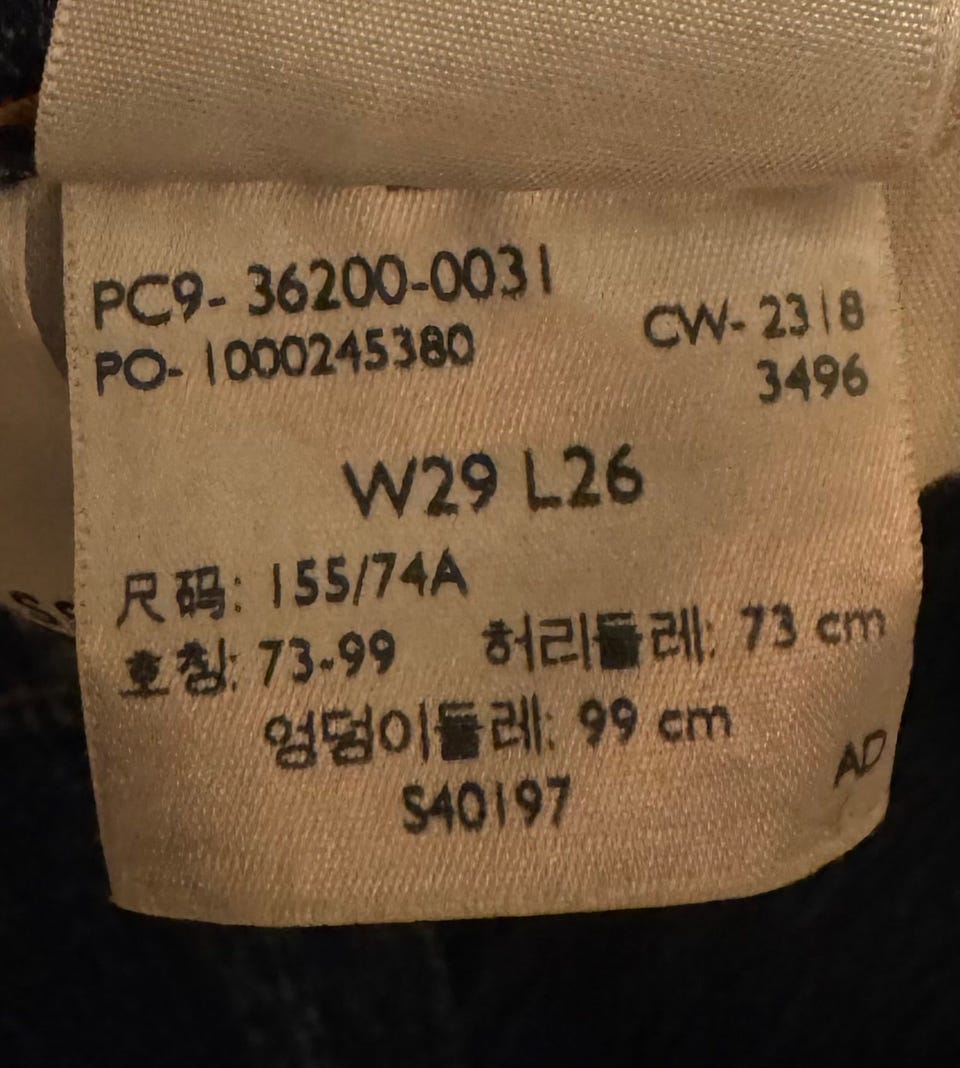 PC9- 36200-0031
CW- 2318
PO- 1000245380
3496
W29 L26
尺码: 155/74A
호칭: 73-99 허리둘레: 73 cm
엉덩이둘레: 99 cm
AD
S40197